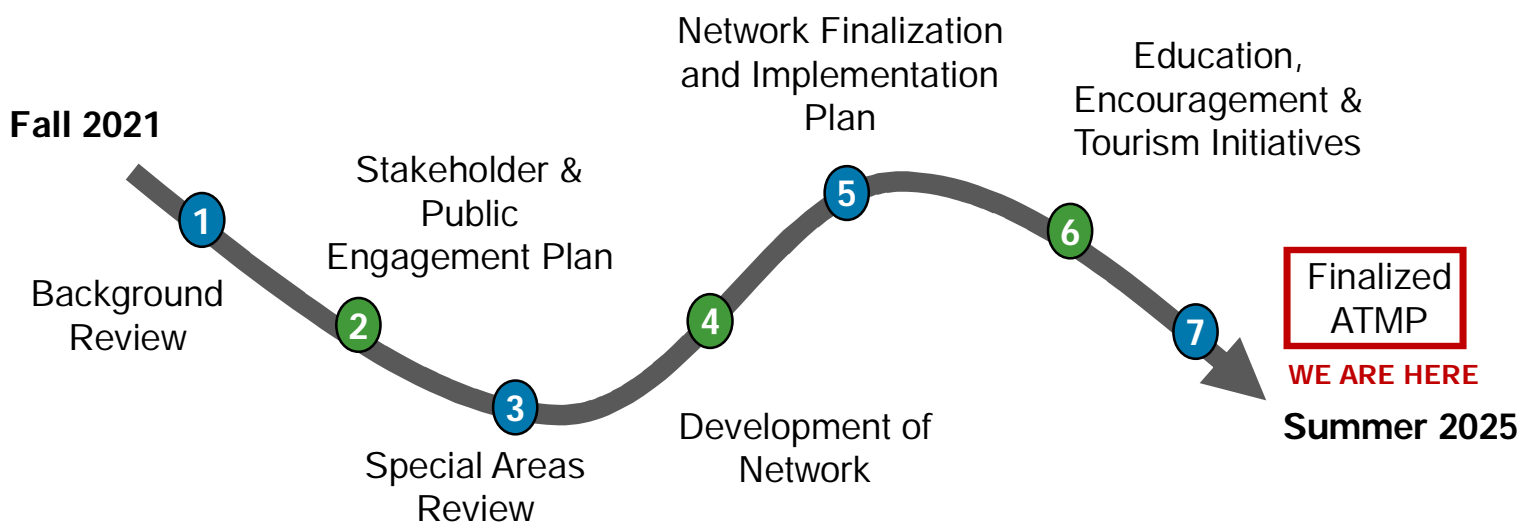 Fall 2021
1
Background
Review
Stakeholder &
Public
Engagement Plan
2
3
Special Areas
Review
4
Development of
Network
Network Finalization
and Implementation
Plan
5
Education,
Encouragement &
Tourism Initiatives
6
7
Finalized
ATMP
WE ARE HERE
Summer 2025